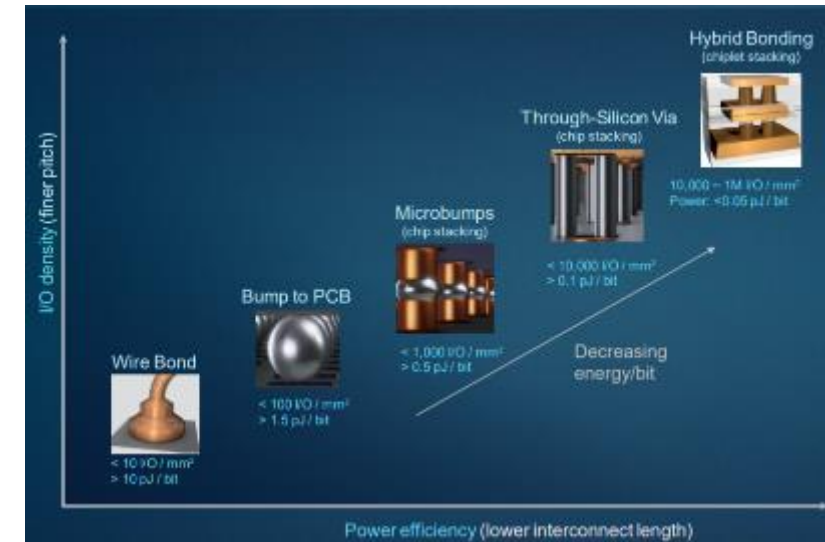 Hybrid Bonding
(chiplet stacking)
10,000 – 1M I/O / mm²
Power: <0.05 pJ / bit
Through-Silicon Via
(chip stacking)
< 10,000 I/O / mm²
> 0.1 pJ / bit
Microbumps
(chip stacking)
< 1,000 I/O / mm²
> 0.5 pJ / bit
Bump to PCB
< 100 I/O / mm²
> 1.5 pJ / bit
Wire Bond
< 10 I/O / mm²
> 10 pJ / bit
Decreasing
energy/bit
I/O density (finer pitch)
Power efficiency (lower interconnect length)